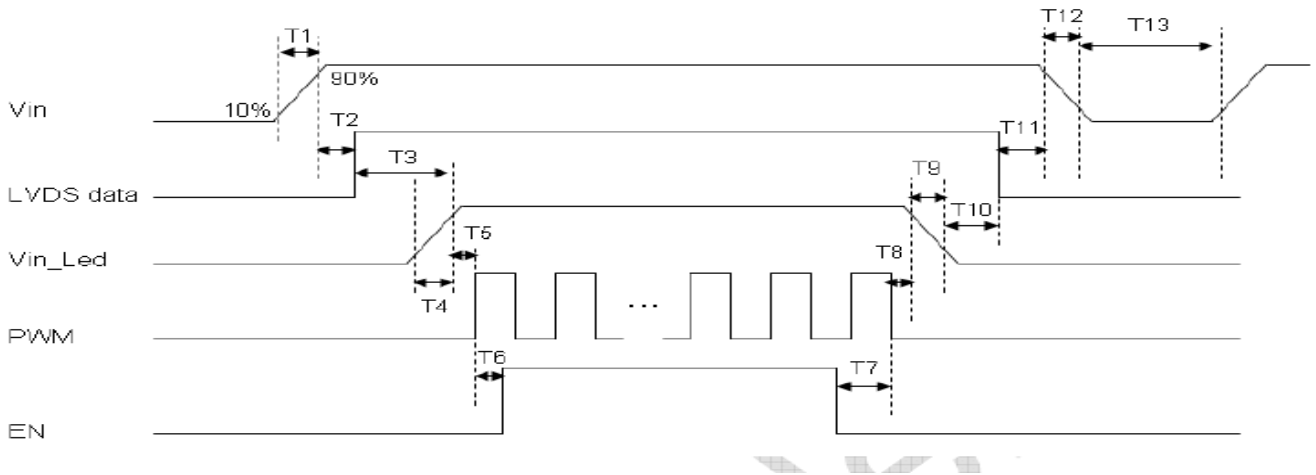 T12
T13
T1
90%
Vin
10%
T2
T11
T3
T9
LVDS data
T10
T5
Vin_Led
T8
T4
...
PWM
T6
T7
EN